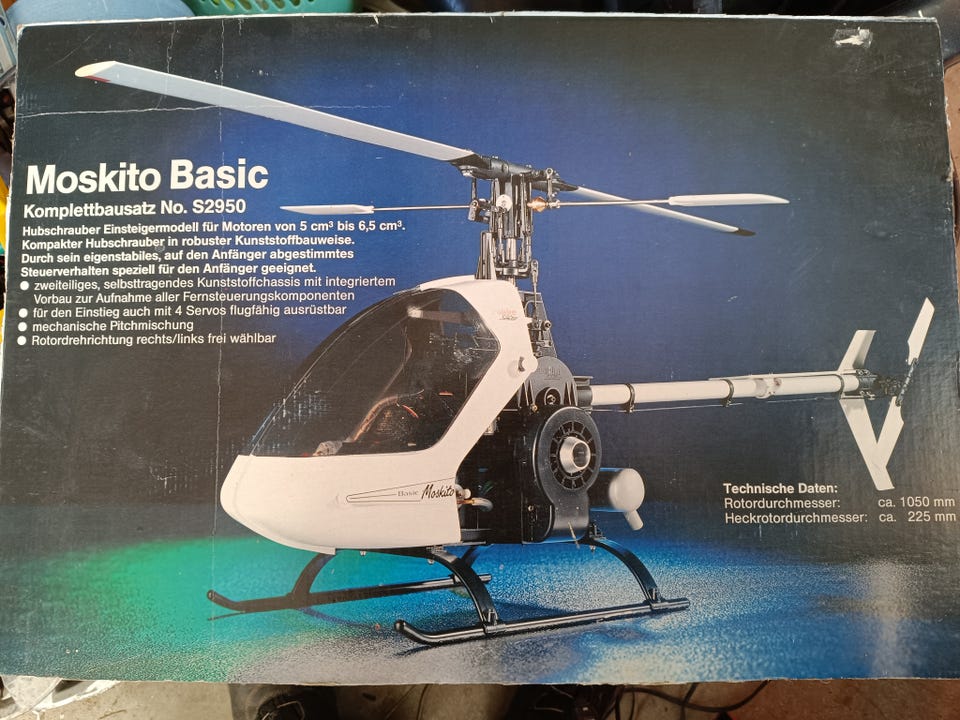 Moskito Basic
Komplettbausatz No. S2950
Hubschrauber Einsteigermodell für Motoren von 5 cm³ bis 6,5 cm³.
Kompakter Hubschrauber in robuster Kunststoffbauweise.
Durch sein eigenstabiles, auf den Anfänger abgestimmtes
Steuerverhalten speziell für den Anfänger geeignet.
● zweiteiliges, selbsttragendes Kunststoffchassis mit integriertem
Vorbau zur Aufnahme aller Fernsteuerungskomponenten
● für den Einstieg auch mit 4 Servos flugfähig ausrüstbar
● mechanische Pitchmischung
● Rotordrehrichtung rechts/links frei wählbar
Basic Moskito
Technische Daten:
Rotordurchmesser: ca. 1050 mm
Heckrotordurchmesser: ca. 225 mm